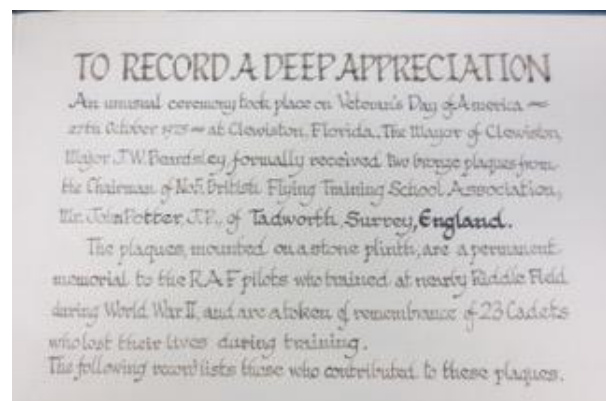 TO RECORD A DEEP APPRECIATION
An unusual ceremony took place on Veteran's Day of America ~
27th October 1975 ~ at Clewiston, Florida. The Mayor of Clewiston,
Major J.W. Beardsley, formally received two bronze plaques from
the Chairman of No.5 British Flying Training School Association,
Mr. John Potter, J.P., of Tadworth, Surrey, England.
The plaques, mounted on a stone plinth, are a permanent
memorial to the R.A.F pilots who trained at nearby Riddle Field
during World War II, and are a token of remembrance of 23 Cadets
who lost their lives during training.
The following record lists those who contributed to these plaques.